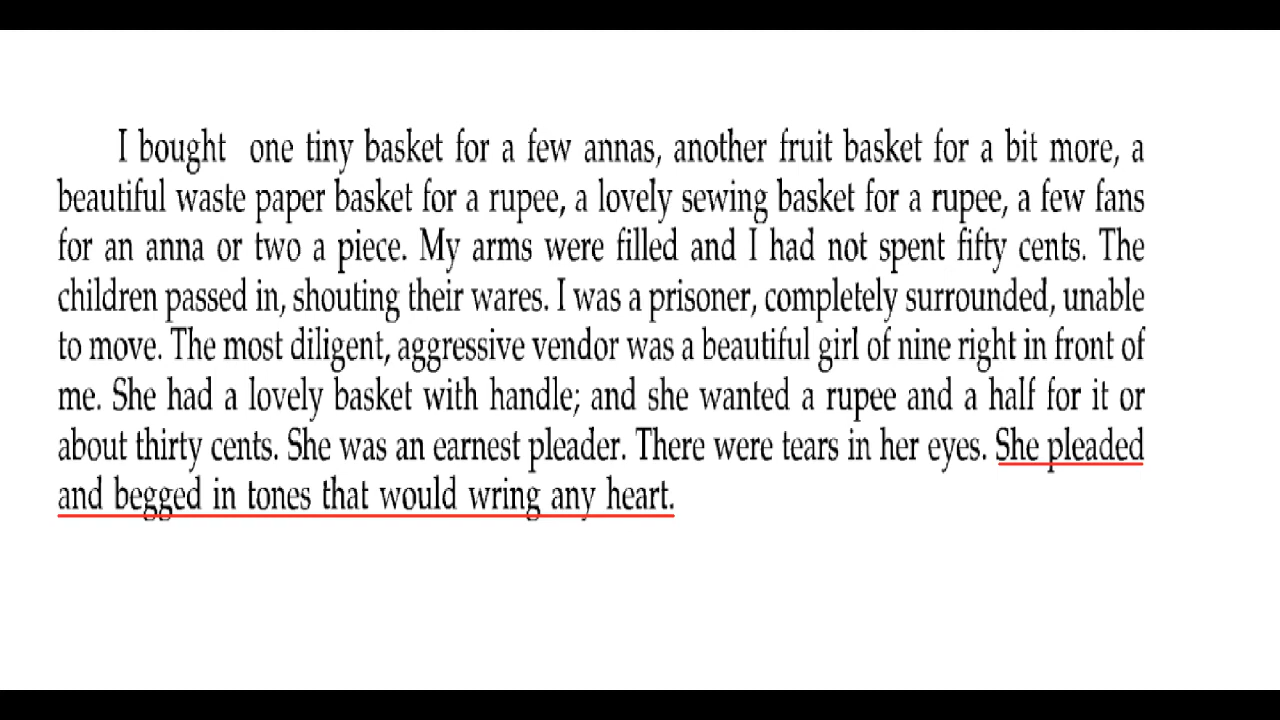 I bought one tiny basket for a few annas, another fruit basket for a bit more, a
beautiful waste paper basket for a rupee, a lovely sewing basket for a rupee, a few fans
for an anna or two a piece. My arms were filled and I had not spent fifty cents. The
children passed in, shouting their wares. I was a prisoner, completely surrounded, unable
to move. The most diligent, aggressive vendor was a beautiful girl of nine right in front of
me. She had a lovely basket with handle; and she wanted a rupee and a half for it or
about thirty cents. She was an earnest pleader. There were tears in her eyes. She pleaded
and begged in tones that would wring any heart.